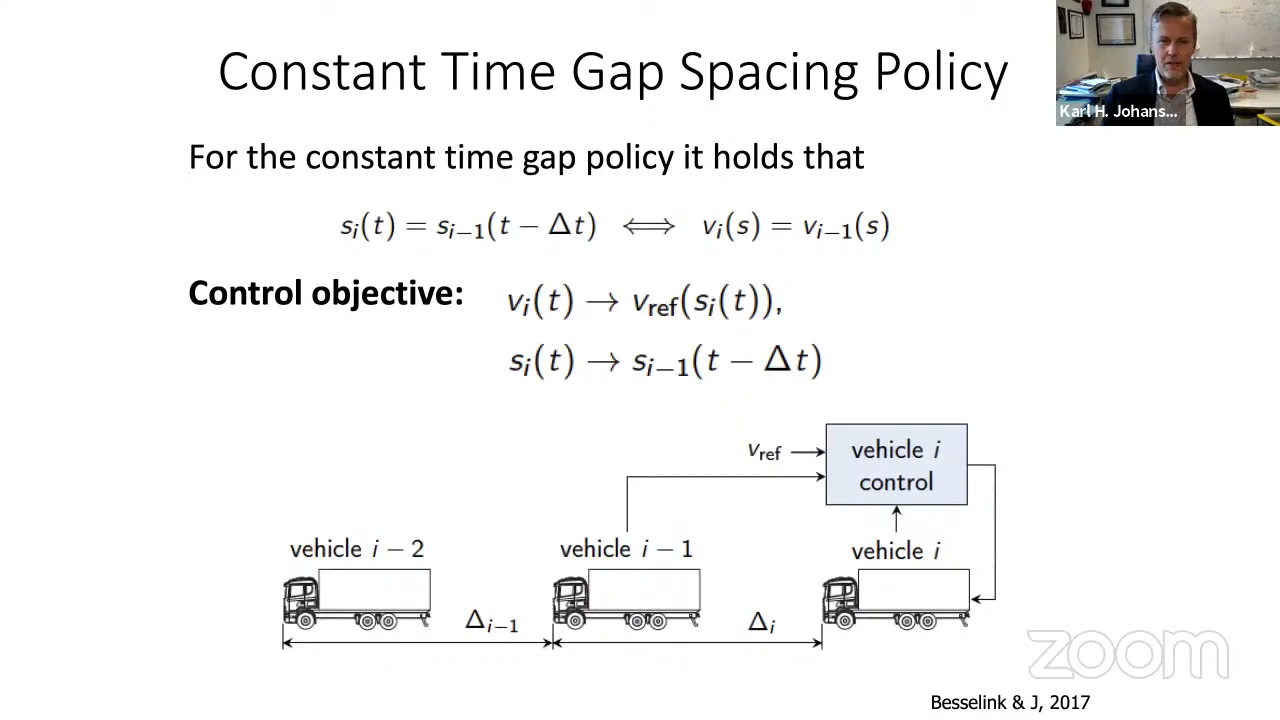 Constant Time Gap Spacing Policy
Karl H. Johans...
For the constant time gap policy it holds that
sᵢ(t) = sᵢ₋₁(t − Δt) ⟺ vᵢ(s) = vᵢ₋₁(s)
Control objective: vᵢ(t) → v_ref(sᵢ(t)),
sᵢ(t) → sᵢ₋₁(t − Δt)
v_ref
vehicle i
control
vehicle i − 2
vehicle i − 1
vehicle i
Δᵢ₋₁
Δᵢ
zoom
Besselink & J, 2017